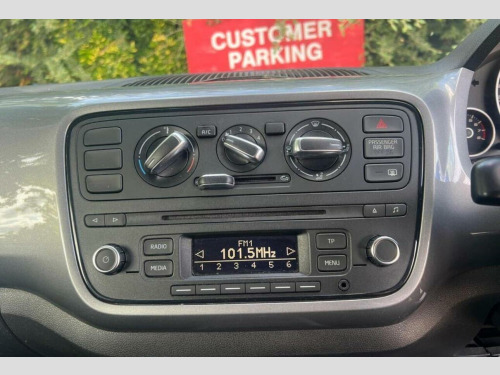 CUSTOMER
PARKING
A/C
PASSENGER
AIR BAG
RADIO
MEDIA
FM1
101.5MHz
1 2 3 4 5 6
TP
MENU